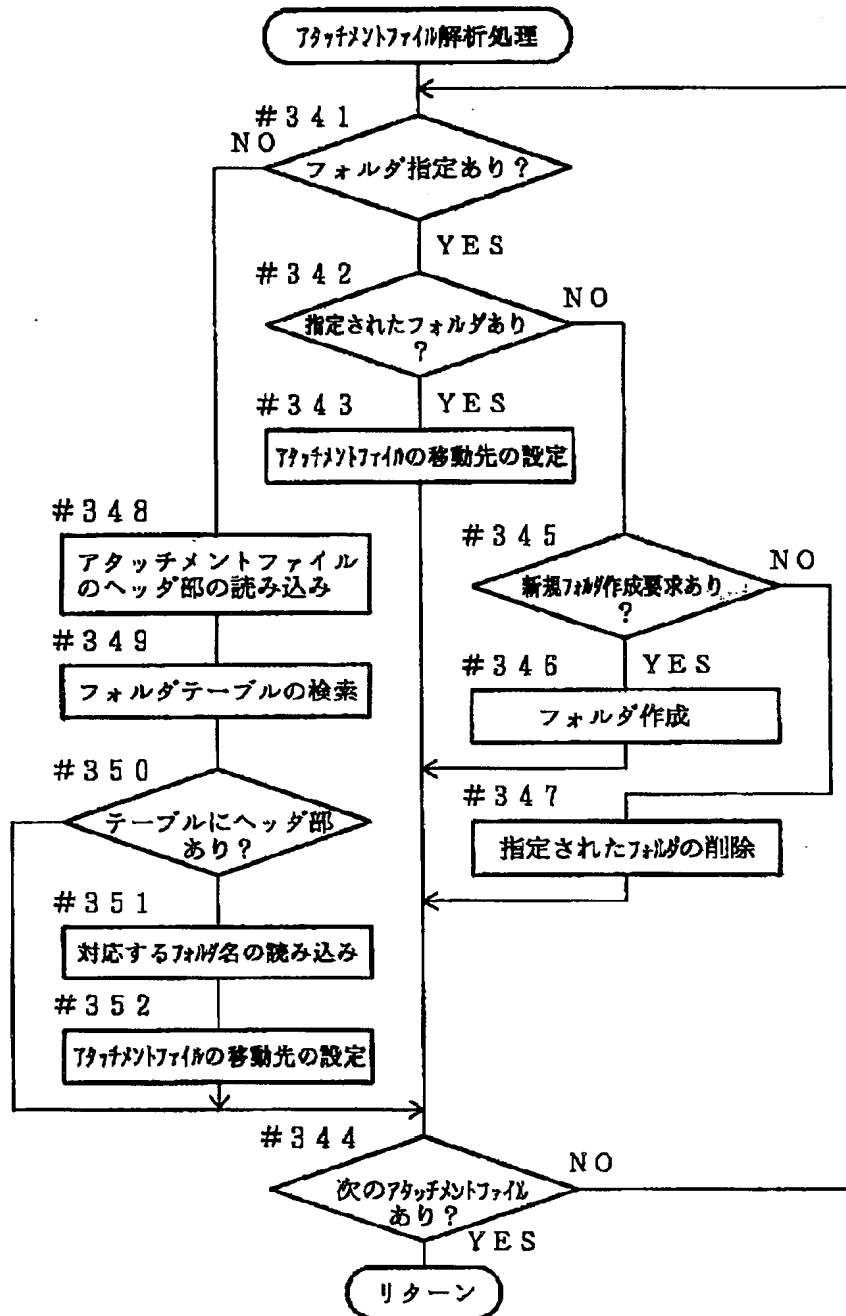 アタッチメントファイル解析処理
#341
NO
フォルダ指定あり?
YES
#342
NO
指定されたフォルダあり
?
#343
YES
アタッチメントファイルの移動先の設定
#348
アタッチメントファイル
のヘッダ部の読み込み
#345
NO
新規フォルダ作成要求あり
?
#349
フォルダテーブルの検索
#346
YES
フォルダ作成
#350
テーブルにヘッダ部
あり?
#347
指定されたフォルダの削除
#351
対応するフォルダ名の読み込み
#352
アタッチメントファイルの移動先の設定
#344
NO
次のアタッチメントファイル
あり?
YES
リターン